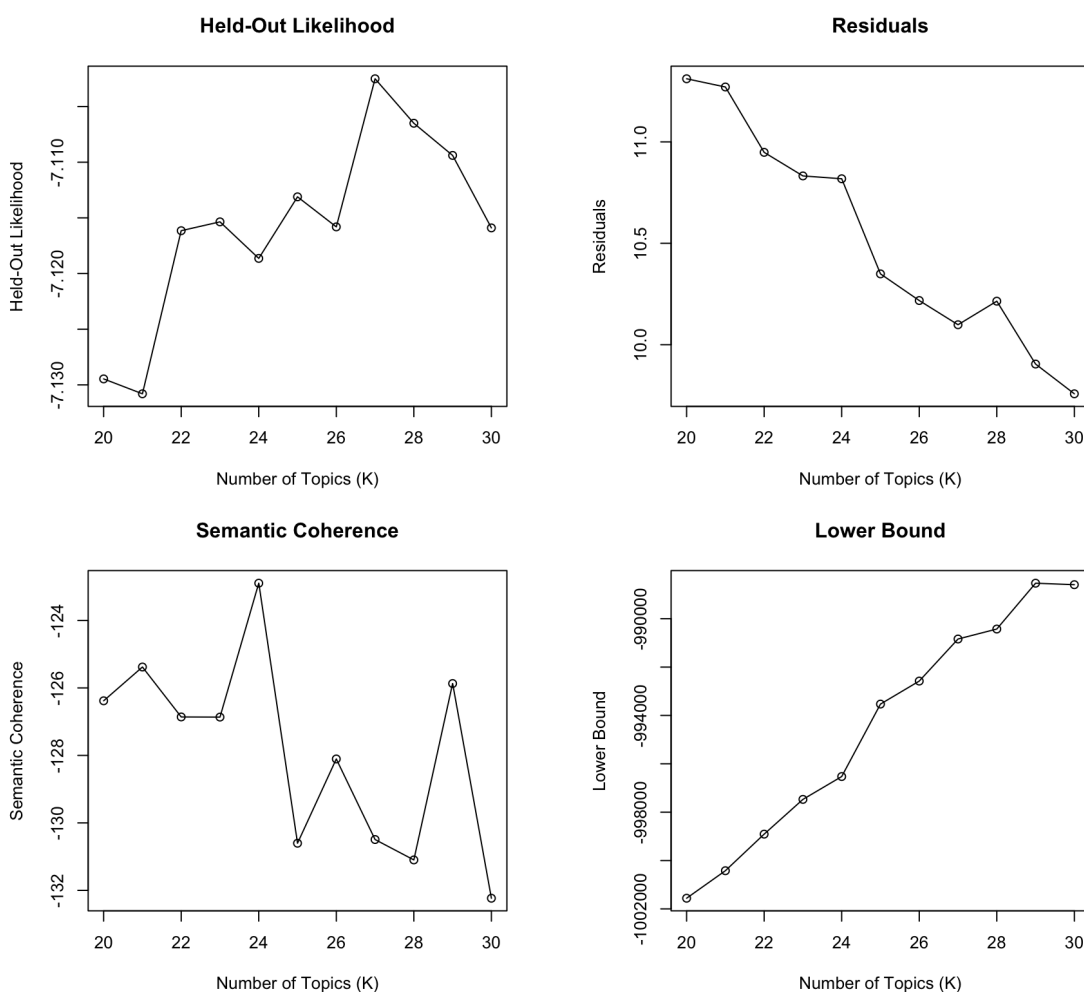 Held-Out Likelihood
Held-Out Likelihood
-7.110
-7.120
-7.130
20 22 24 26 28 30
Number of Topics (K)
Residuals
Residuals
11.0
10.5
10.0
20 22 24 26 28 30
Number of Topics (K)
Semantic Coherence
Semantic Coherence
-124
-126
-128
-130
-132
20 22 24 26 28 30
Number of Topics (K)
Lower Bound
Lower Bound
-990000
-994000
-998000
-1002000
20 22 24 26 28 30
Number of Topics (K)